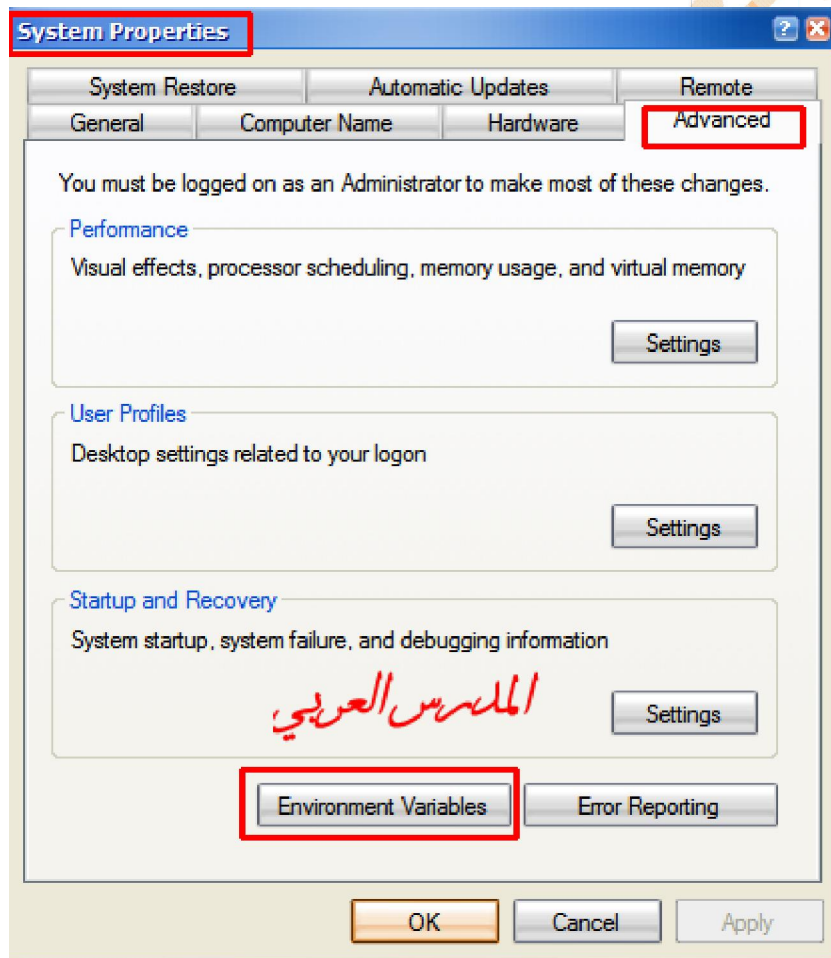 System Properties
System Restore Automatic Updates Remote
General Computer Name Hardware Advanced
You must be logged on as an Administrator to make most of these changes.
Performance
Visual effects, processor scheduling, memory usage, and virtual memory
Settings
User Profiles
Desktop settings related to your logon
Settings
Startup and Recovery
System startup, system failure, and debugging information
المدرس العربي
Settings
Environment Variables Error Reporting
OK Cancel Apply